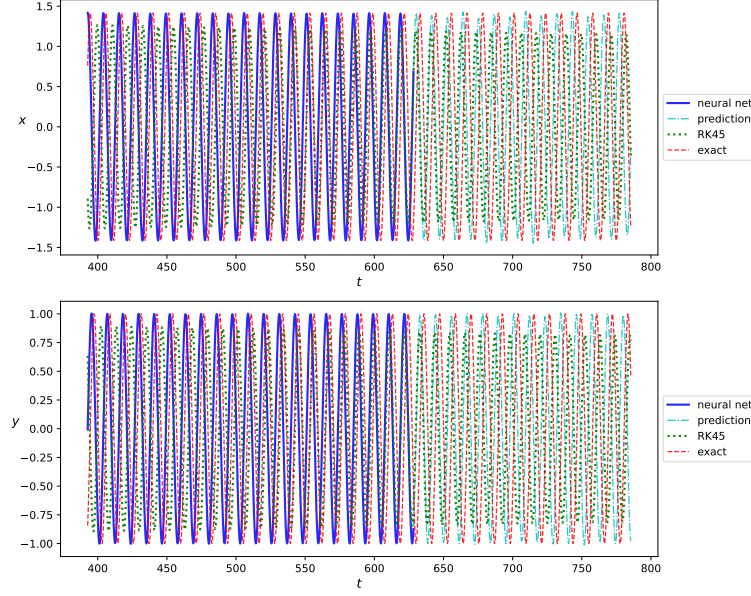 1.5
1.0
0.5
0.0
−0.5
−1.0
−1.5
x
400 450 500 550 600 650 700 750 800
t
neural net
prediction
RK45
exact
1.00
0.75
0.50
0.25
0.00
−0.25
−0.50
−0.75
−1.00
y
400 450 500 550 600 650 700 750 800
t
neural net
prediction
RK45
exact